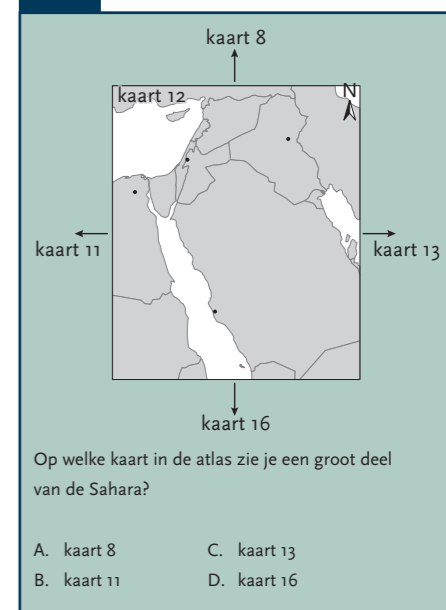 kaart 8
kaart 12
N
kaart 11
kaart 13
kaart 16
Op welke kaart in de atlas zie je een groot deel
van de Sahara?
A. kaart 8
C. kaart 13
B. kaart 11
D. kaart 16